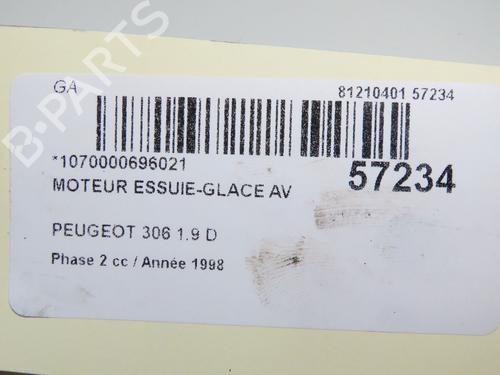 B-PARTS
GA
81210401 57234
*1070000696021
57234
MOTEUR ESSUIE-GLACE AV
PEUGEOT 306 1.9 D
Phase 2 cc / Année 1998